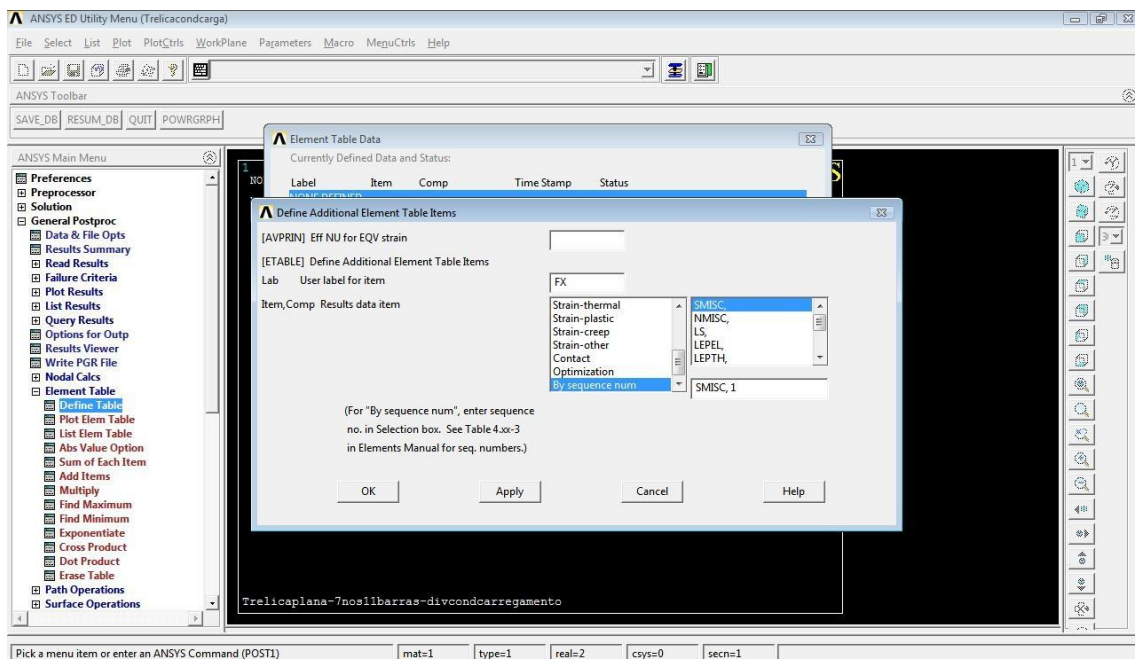 ANSYS ED Utility Menu (Trelicacondcarga)
File Select List Plot PlotCtrls WorkPlane Parameters Macro MenuCtrls Help
ANSYS Toolbar
SAVE_DB RESUM_DB QUIT POWRGRPH
ANSYS Main Menu
Preferences
Preprocessor
Solution
General Postproc
Data & File Opts
Results Summary
Read Results
Failure Criteria
Plot Results
List Results
Query Results
Options for Outp
Results Viewer
Write PGR File
Nodal Calcs
Element Table
Define Table
Plot Elem Table
List Elem Table
Abs Value Option
Sum of Each Item
Add Items
Multiply
Find Maximum
Find Minimum
Exponentiate
Cross Product
Dot Product
Erase Table
Path Operations
Surface Operations
1
NO
S
Element Table Data
Currently Defined Data and Status:
Label Item Comp Time Stamp Status
NONE DEFINED
Define Additional Element Table Items
[AVPRIN] Eff NU for EQV strain
[ETABLE] Define Additional Element Table Items
Lab User label for item FX
Item,Comp Results data item
Strain-thermal
Strain-plastic
Strain-creep
Strain-other
Contact
Optimization
By sequence num
SMISC,
NMISC,
LS,
LEPEL,
LEPTH,
SMISC, 1
(For "By sequence num", enter sequence
no. in Selection box. See Table 4.xx-3
in Elements Manual for seq. numbers.)
OK Apply Cancel Help
Trelicaplana-7nos11barras-divcondcarregamento
1
3
Pick a menu item or enter an ANSYS Command (POST1) mat=1 type=1 real=2 csys=0 secn=1